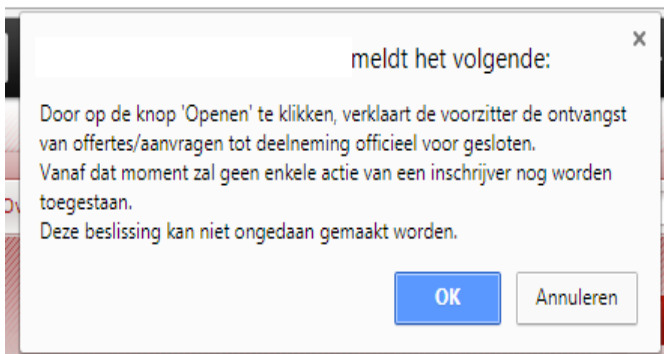 meldt het volgende:
Door op de knop 'Openen' te klikken, verklaart de voorzitter de ontvangst
van offertes/aanvragen tot deelneming officieel voor gesloten.
Vanaf dat moment zal geen enkele actie van een inschrijver nog worden
toegestaan.
Deze beslissing kan niet ongedaan gemaakt worden.
OK
Annuleren